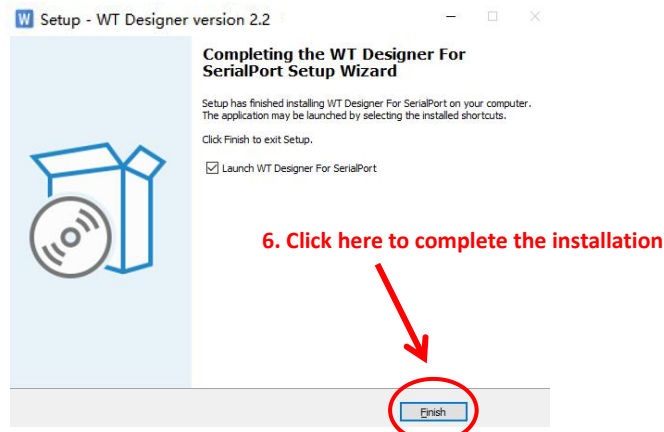 W Setup - WT Designer version 2.2
Completing the WT Designer For
SerialPort Setup Wizard
Setup has finished installing WT Designer For SerialPort on your computer.
The application may be launched by selecting the installed shortcuts.
Click Finish to exit Setup.
Launch WT Designer For SerialPort
6. Click here to complete the installation
Finish